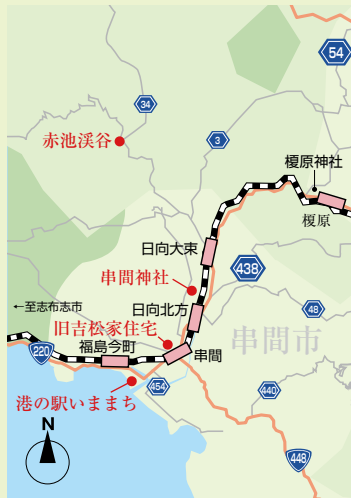 54
34
3
赤池渓谷
榎原神社
榎原
日向大束
438
串間神社
←至志布志市
日向北方
48
旧吉松家住宅
串間市
福島今町
串間
220
454
港の駅いままち
440
N
448